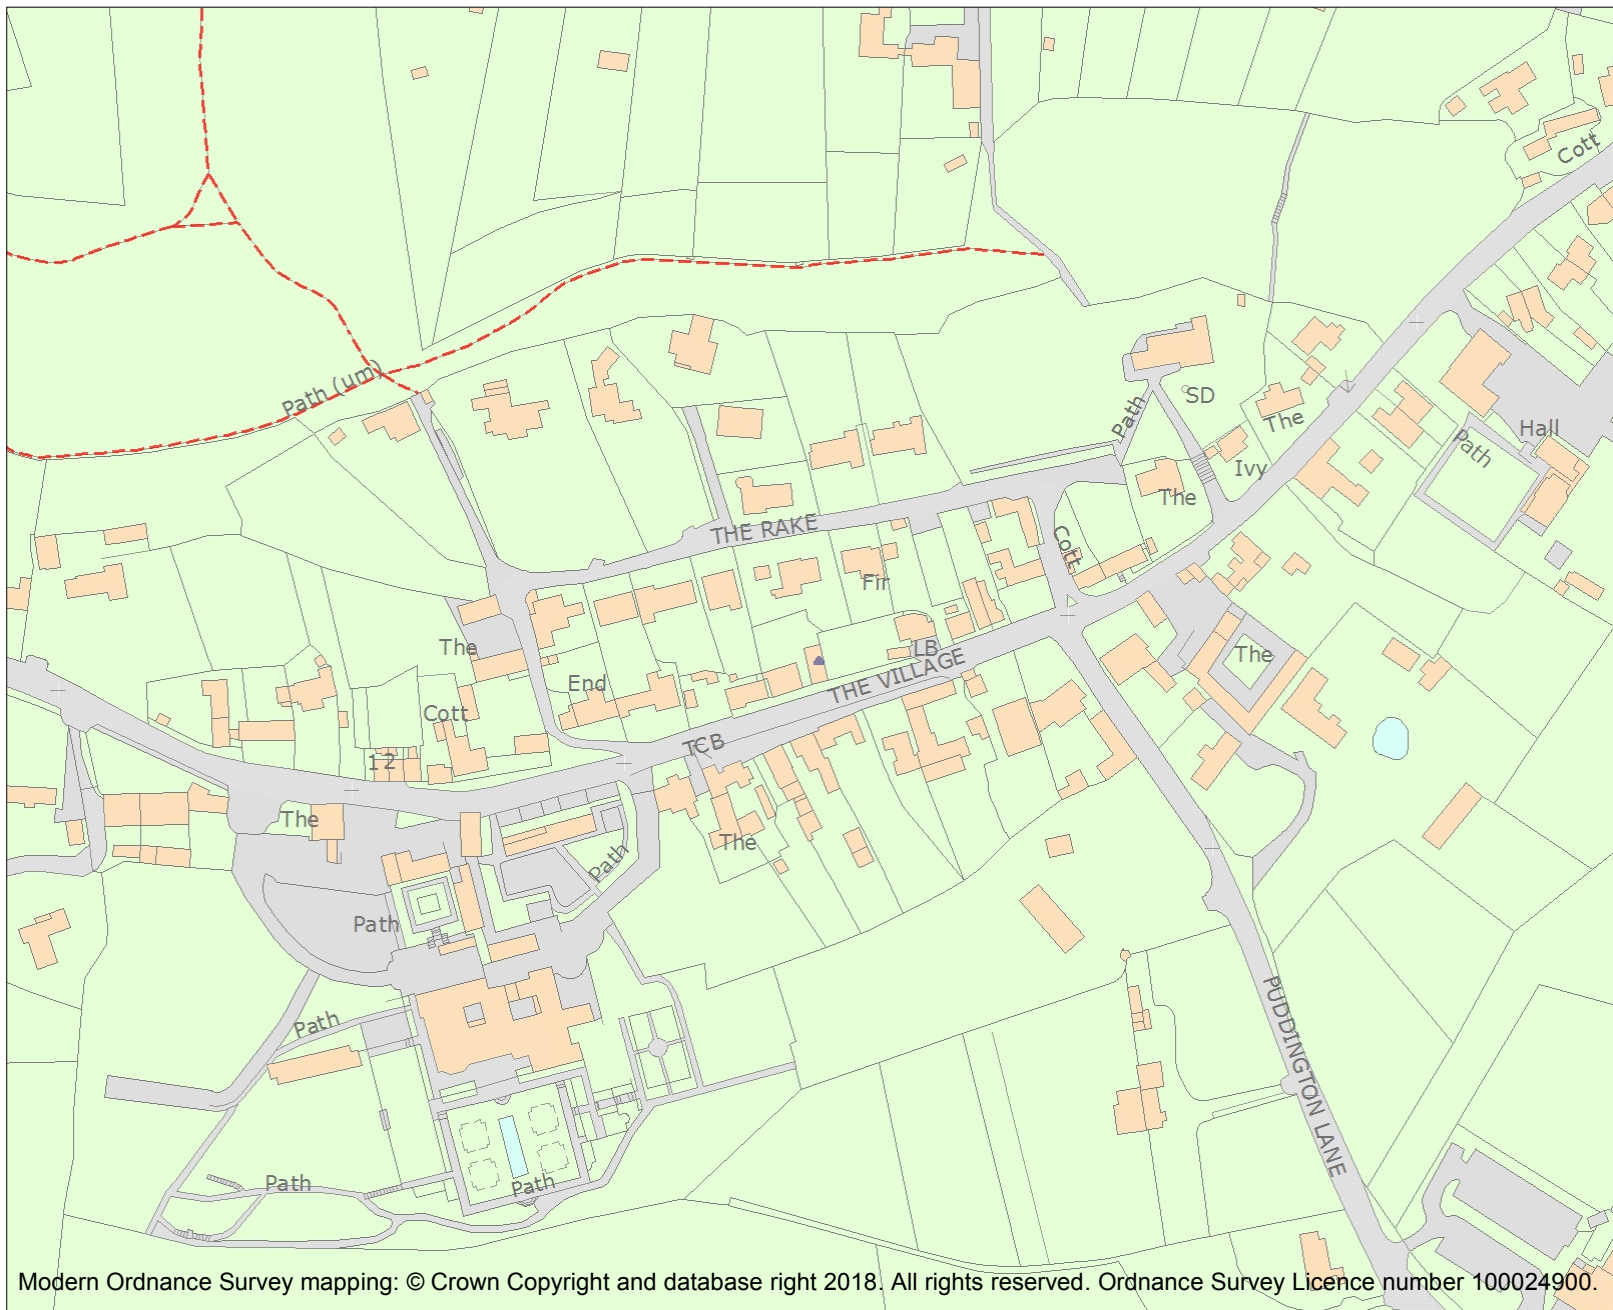 Cott
Path (um)
SD
Path
The
Hall
Path
Ivy
The
THE RAKE
Cott
Fir
The
LB
The
End
THE VILLAGE
Cott
TCB
1 2
The
The
Path
Path
PUDDINGTON LANE
Path
Path
Path
Modern Ordnance Survey mapping: © Crown Copyright and database right 2018. All rights reserved. Ordnance Survey Licence number 100024900.